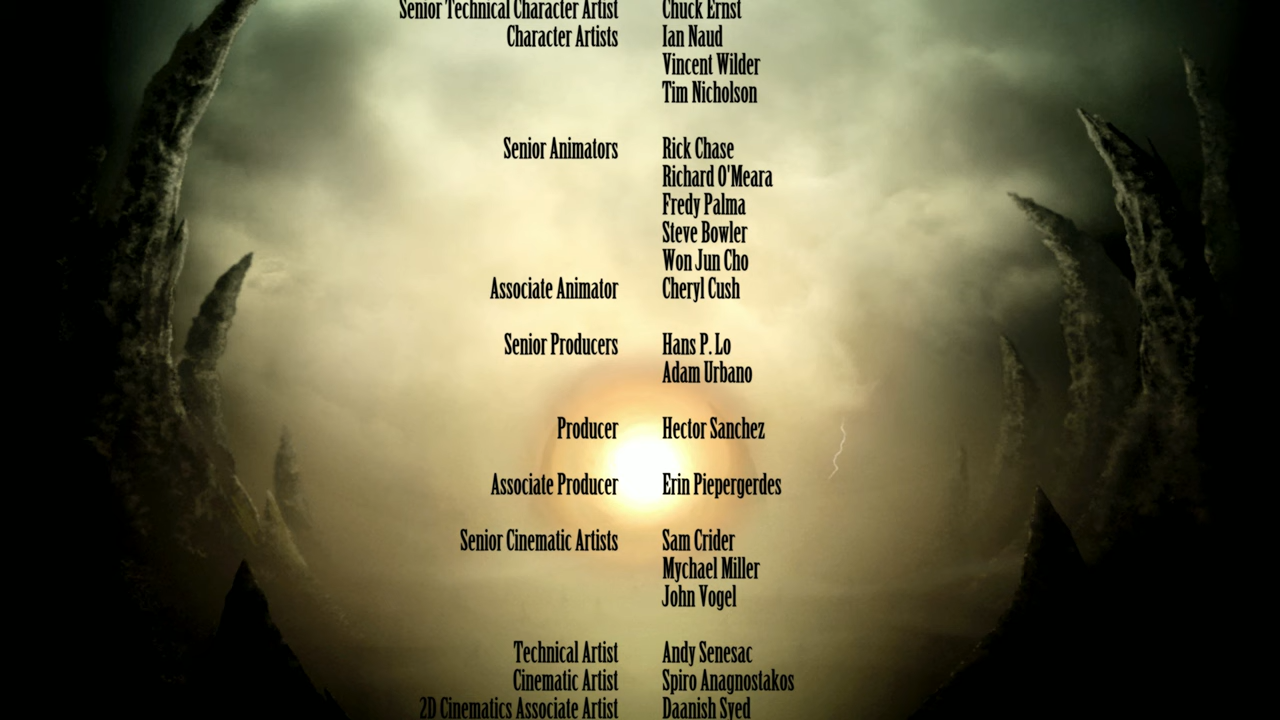 Senior Technical Character Artist Chuck Ernst
Character Artists Ian Naud
Vincent Wilder
Tim Nicholson
Senior Animators Rick Chase
Richard O'Meara
Fredy Palma
Steve Bowler
Won Jun Cho
Associate Animator Cheryl Cush
Senior Producers Hans P. Lo
Adam Urbano
Producer Hector Sanchez
Associate Producer Erin Piepergerdes
Senior Cinematic Artists Sam Crider
Mychael Miller
John Vogel
Technical Artist Andy Senesac
Cinematic Artist Spiro Anagnostakos
2D Cinematics Associate Artist Daanish Syed